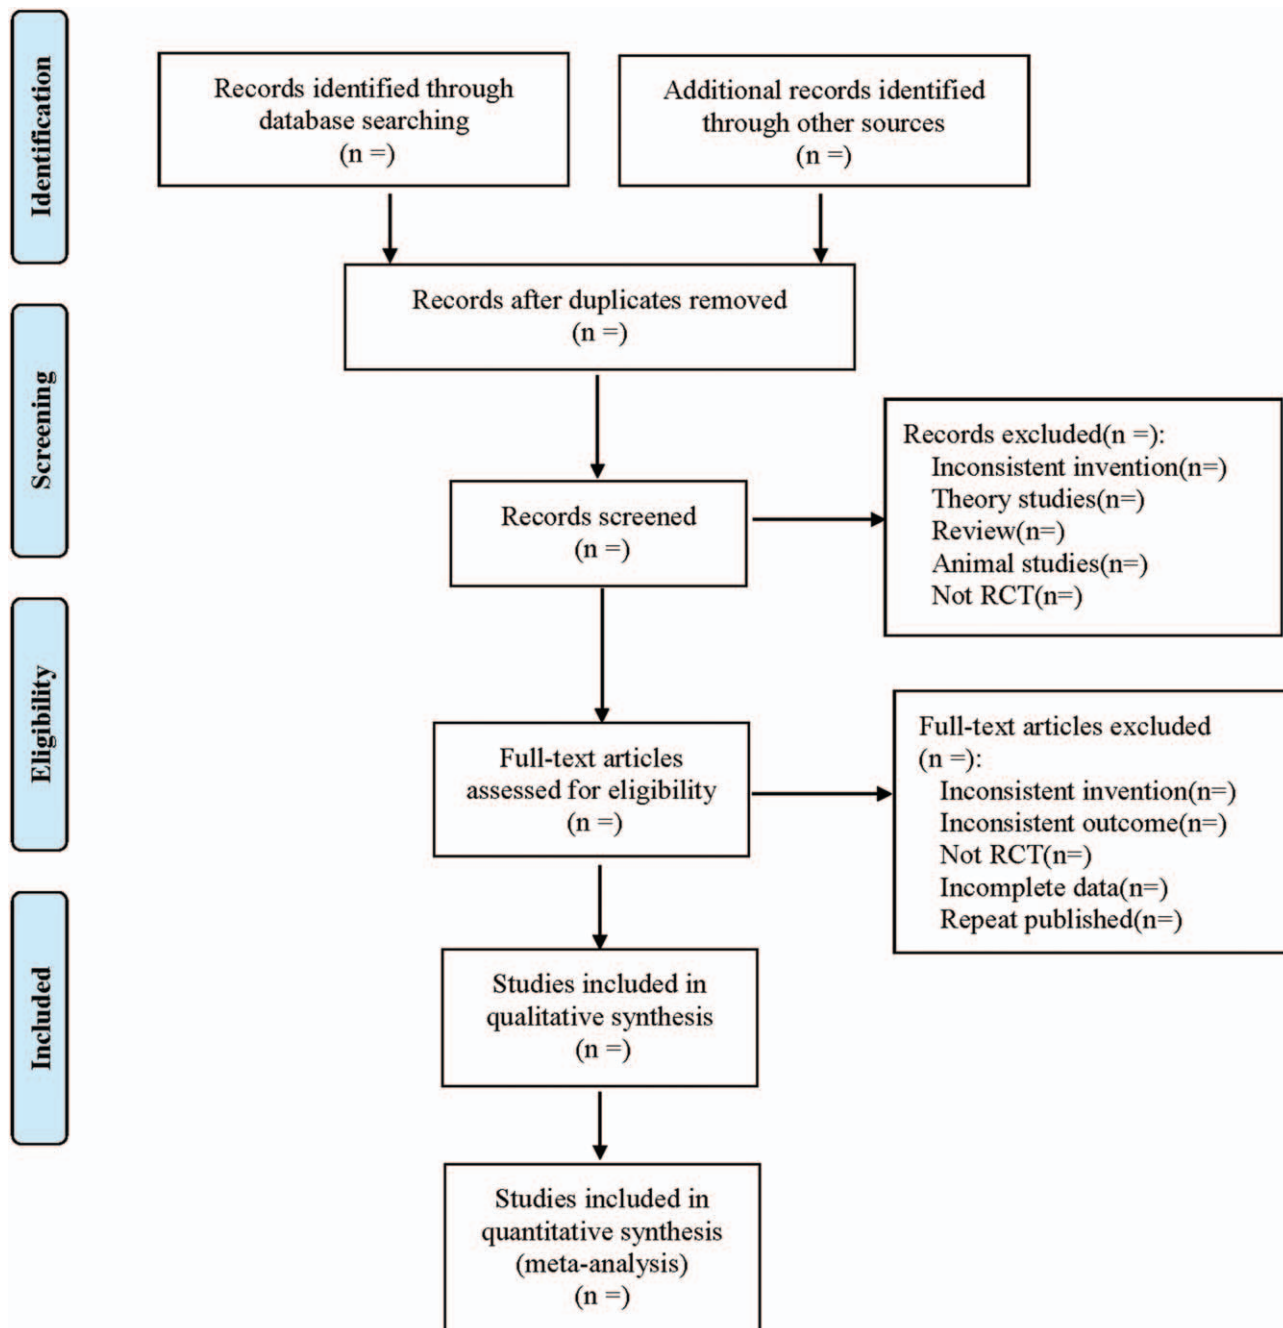 Identification
Records identified through
database searching
(n =)
Additional records identified
through other sources
(n =)
Records after duplicates removed
(n =)
Screening
Records screened
(n =)
Records excluded(n =):
Inconsistent invention(n=)
Theory studies(n=)
Review(n=)
Animal studies(n=)
Not RCT(n=)
Eligibility
Full-text articles
assessed for eligibility
(n =)
Full-text articles excluded
(n =):
Inconsistent invention(n=)
Inconsistent outcome(n=)
Not RCT(n=)
Incomplete data(n=)
Repeat published(n=)
Included
Studies included in
qualitative synthesis
(n =)
Studies included in
quantitative synthesis
(meta-analysis)
(n =)